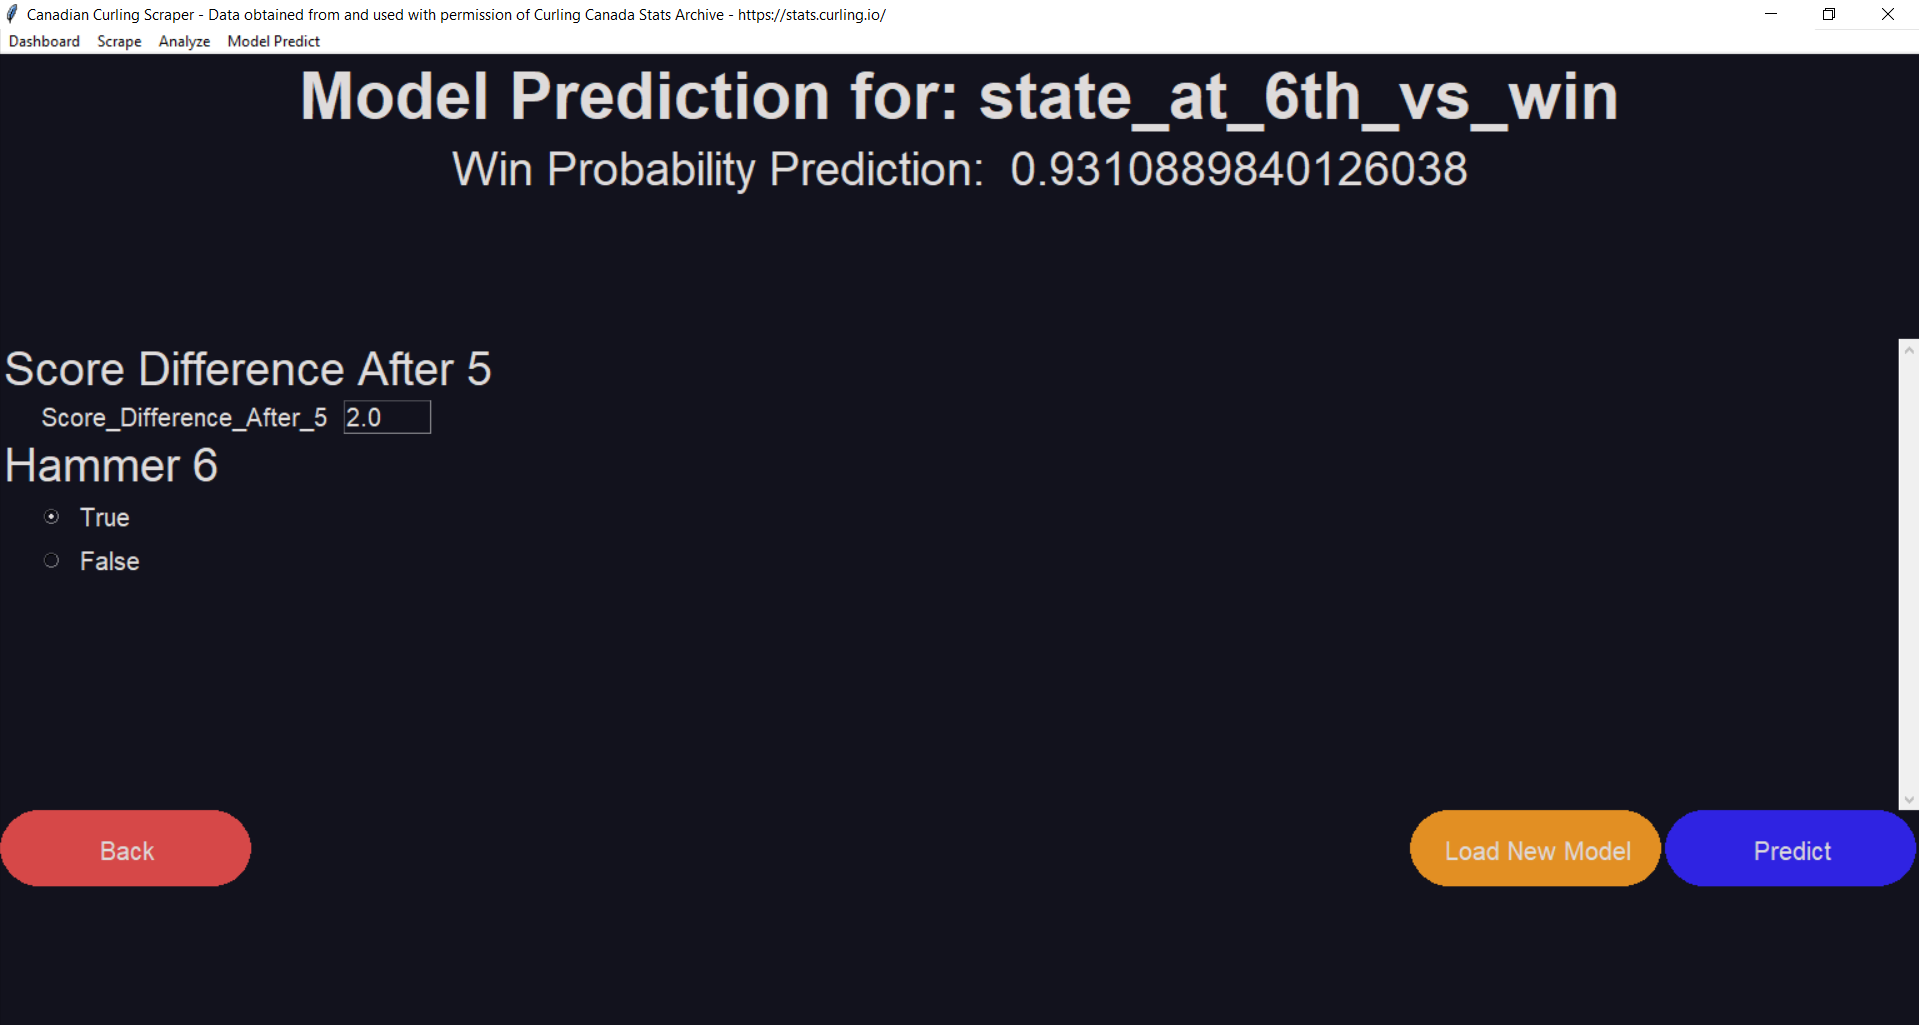 Canadian Curling Scraper - Data obtained from and used with permission of Curling Canada Stats Archive - https://stats.curling.io/
Dashboard Scrape Analyze Model Predict
Model Prediction for: state_at_6th_vs_win
Win Probability Prediction: 0.9310889840126038
Score Difference After 5
Score_Difference_After_5 2.0
Hammer 6
True
False
Back Load New Model Predict